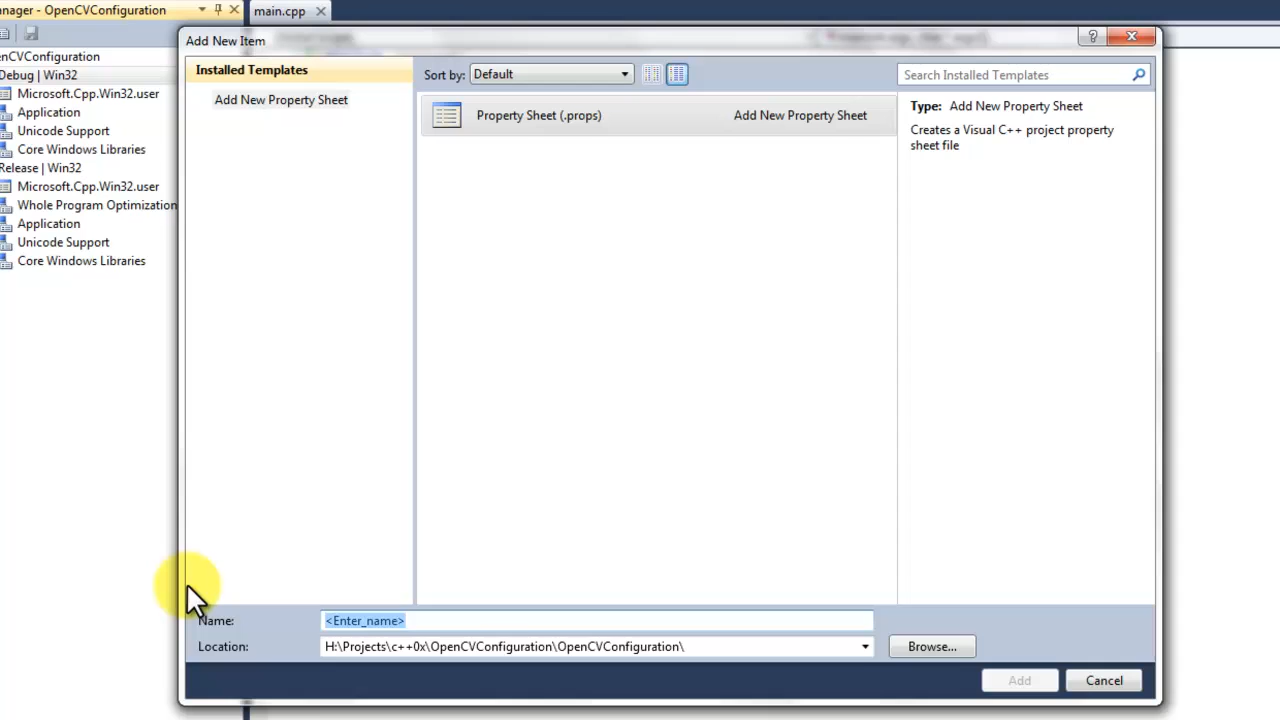 anager - OpenCVConfiguration
main.cpp
enCVConfiguration
Debug | Win32
Microsoft.Cpp.Win32.user
Application
Unicode Support
Core Windows Libraries
Release | Win32
Microsoft.Cpp.Win32.user
Whole Program Optimization
Application
Unicode Support
Core Windows Libraries
Add New Item
Installed Templates
Add New Property Sheet
Sort by: Default
Search Installed Templates
Property Sheet (.props) Add New Property Sheet
Type: Add New Property Sheet
Creates a Visual C++ project property
sheet file
Name: <Enter_name>
Location: H:\Projects\c++0x\OpenCVConfiguration\OpenCVConfiguration\
Browse...
Add Cancel